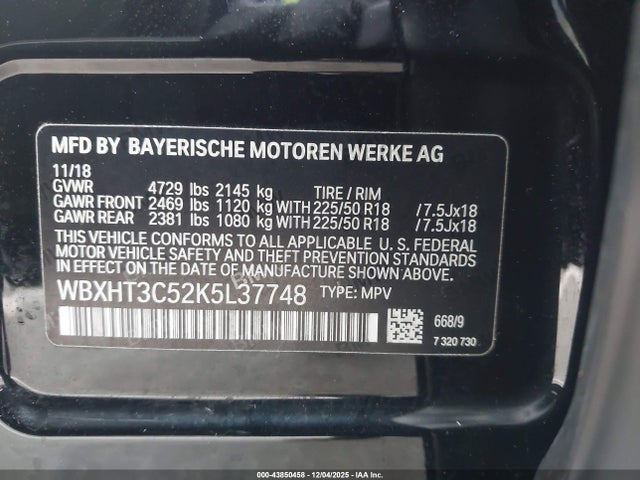 MFD BY BAYERISCHE MOTOREN WERKE AG
11/18
GVWR 4729 lbs 2145 kg TIRE / RIM
GAWR FRONT 2469 lbs 1120 kg WITH 225/50 R18 / 7.5Jx18
GAWR REAR 2381 lbs 1080 kg WITH 225/50 R18 / 7.5Jx18
THIS VEHICLE CONFORMS TO ALL APPLICABLE U. S. FEDERAL
MOTOR VEHICLE SAFETY AND THEFT PREVENTION STANDARDS
IN EFFECT ON THE DATE OF MANUFACTURE SHOWN ABOVE.
WBXHT3C52K5L37748 TYPE: MPV
668/9
7 320 730
000-43850458 - 12/04/2025 - IAA Inc.